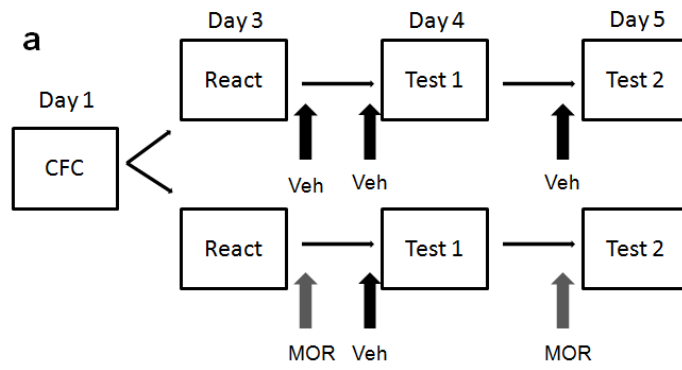 a
Day 1
CFC
Day 3
Day 4
Day 5
React
Test 1
Test 2
Veh
Veh
Veh
React
Test 1
Test 2
MOR
Veh
MOR